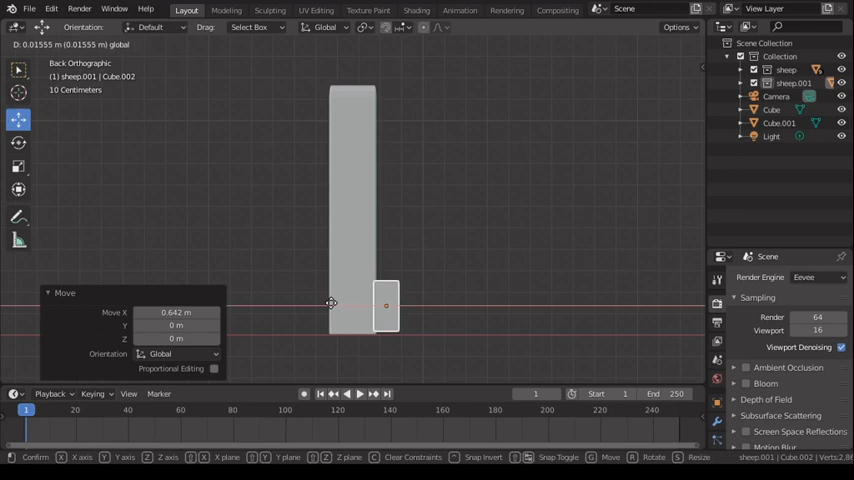 File Edit Render Window Help Layout Modeling Sculpting UV Editing Texture Paint Shading Animation Rendering Compositing Scene View Layer
Orientation: Default Drag: Select Box Global Options
D: 0.01555 m (0.01555 m) global
Back Orthographic
(1) sheep.001 | Cube.002
10 Centimeters
Scene Collection
Collection
sheep
9
sheep.001
Camera
Cube
Cube.001
Light
Scene
Render Engine Eevee
Sampling
Render 64
Viewport 16
Viewport Denoising
Ambient Occlusion
Bloom
Depth of Field
Subsurface Scattering
Screen Space Reflections
Motion Blur
Move
Move X 0.642 m
Y 0 m
Z 0 m
Orientation Global
Proportional Editing
Playback Keying View Marker 1 Start 1 End 250
1 20 40 60 80 100 120 140 160 180 200 220 240
Confirm X X axis Y Y axis Z Z axis X X plane Y Y plane Z Z plane C Clear Constraints Snap Invert Snap Toggle G Move R Rotate S Resize sheep.001 | Cube.002 | Verts:2,86